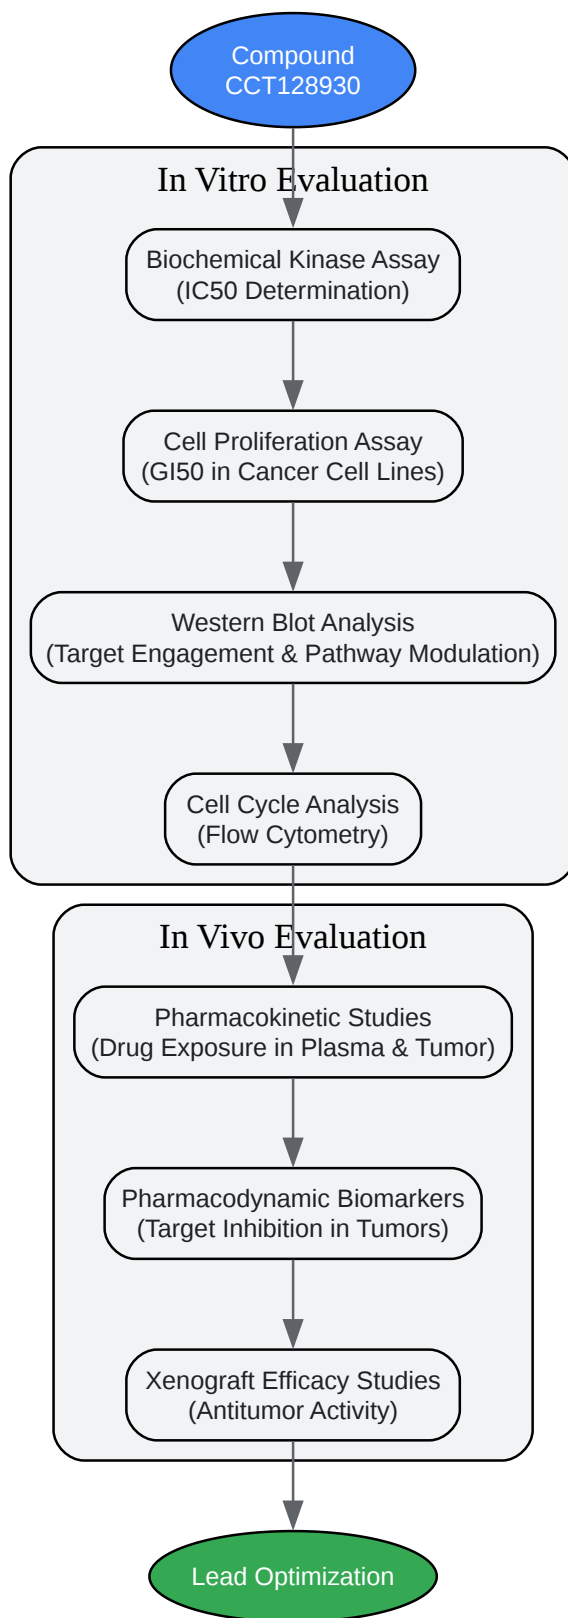 Compound
CCT128930
In Vitro Evaluation
Biochemical Kinase Assay
(IC50 Determination)
Cell Proliferation Assay
(GI50 in Cancer Cell Lines)
Western Blot Analysis
(Target Engagement & Pathway Modulation)
Cell Cycle Analysis
(Flow Cytometry)
In Vivo Evaluation
Pharmacokinetic Studies
(Drug Exposure in Plasma & Tumor)
Pharmacodynamic Biomarkers
(Target Inhibition in Tumors)
Xenograft Efficacy Studies
(Antitumor Activity)
Lead Optimization